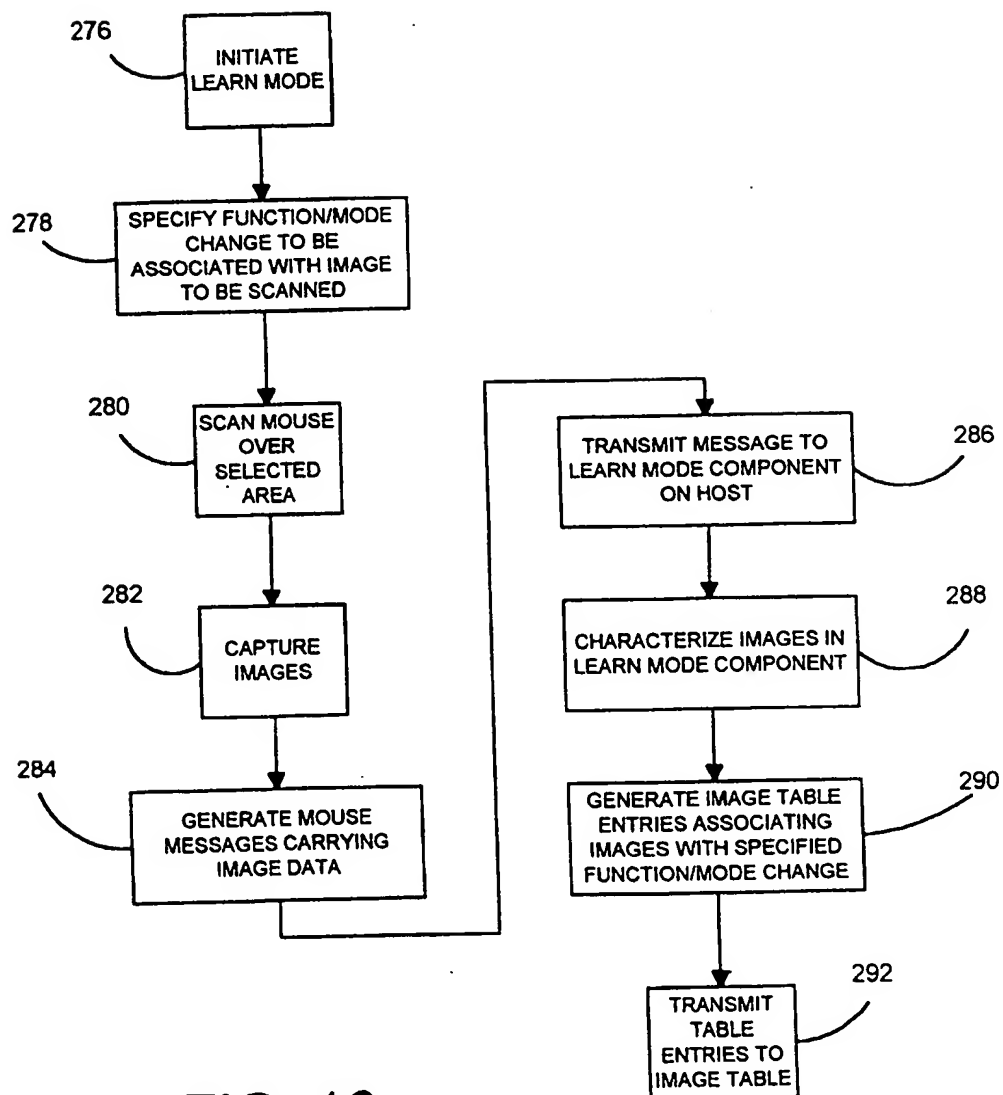 276
INITIATE
LEARN MODE
278
SPECIFY FUNCTION/MODE
CHANGE TO BE
ASSOCIATED WITH IMAGE
TO BE SCANNED
280
SCAN MOUSE
OVER
SELECTED
AREA
282
CAPTURE
IMAGES
284
GENERATE MOUSE
MESSAGES CARRYING
IMAGE DATA
TRANSMIT MESSAGE TO
LEARN MODE COMPONENT
ON HOST
286
CHARACTERIZE IMAGES IN
LEARN MODE COMPONENT
288
GENERATE IMAGE TABLE
ENTRIES ASSOCIATING
IMAGES WITH SPECIFIED
FUNCTION/MODE CHANGE
290
TRANSMIT
TABLE
ENTRIES TO
IMAGE TABLE
292